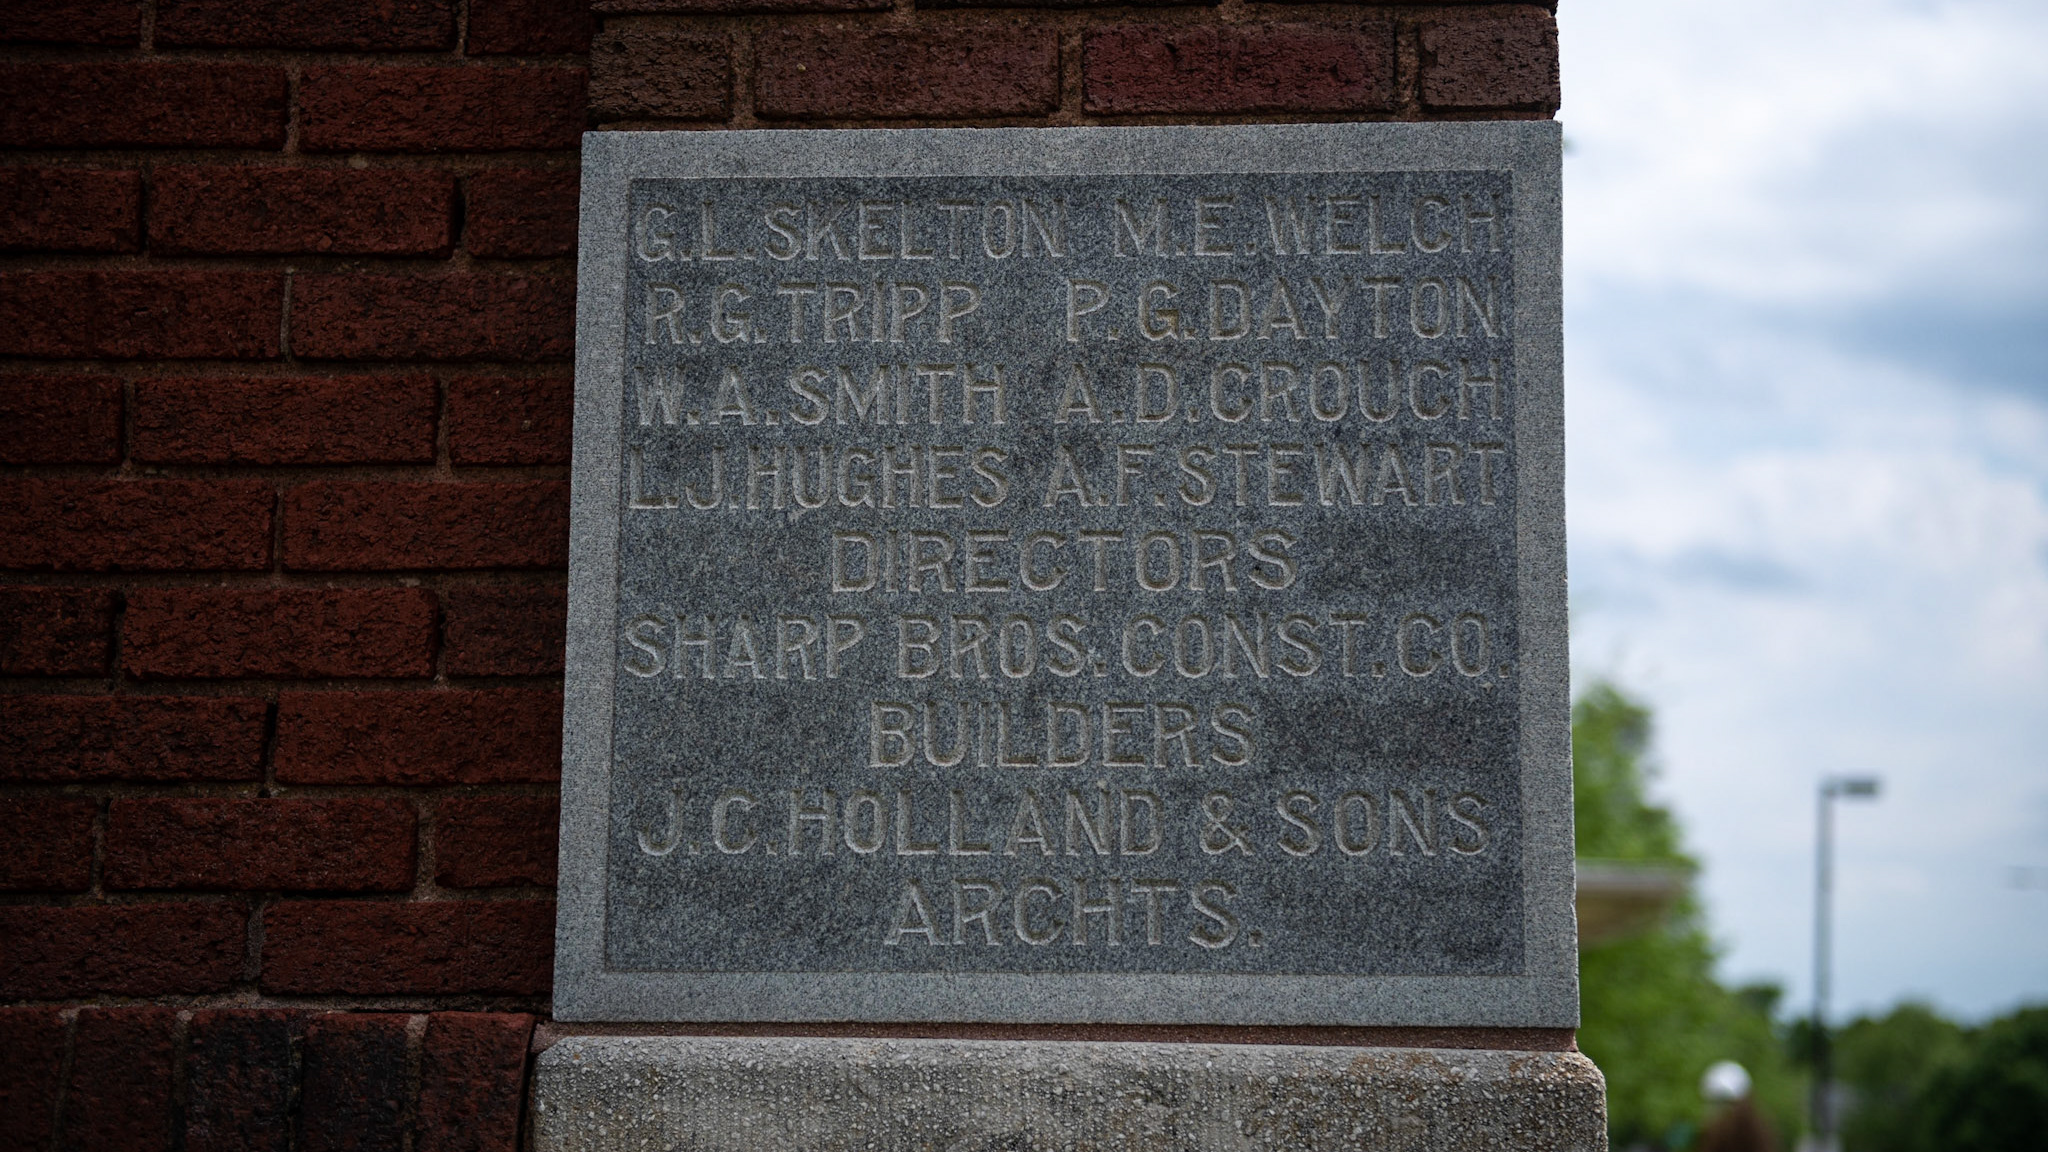 G.L.SKELTON M.E.WELCH
R.G.TRIPP P.G.DAYTON
W.A.SMITH A.D.CROUCH
L.J.HUGHES A.F.STEWART
DIRECTORS
SHARP BROS.CONST.CO.
BUILDERS
J.C.HOLLAND & SONS
ARCHTS.